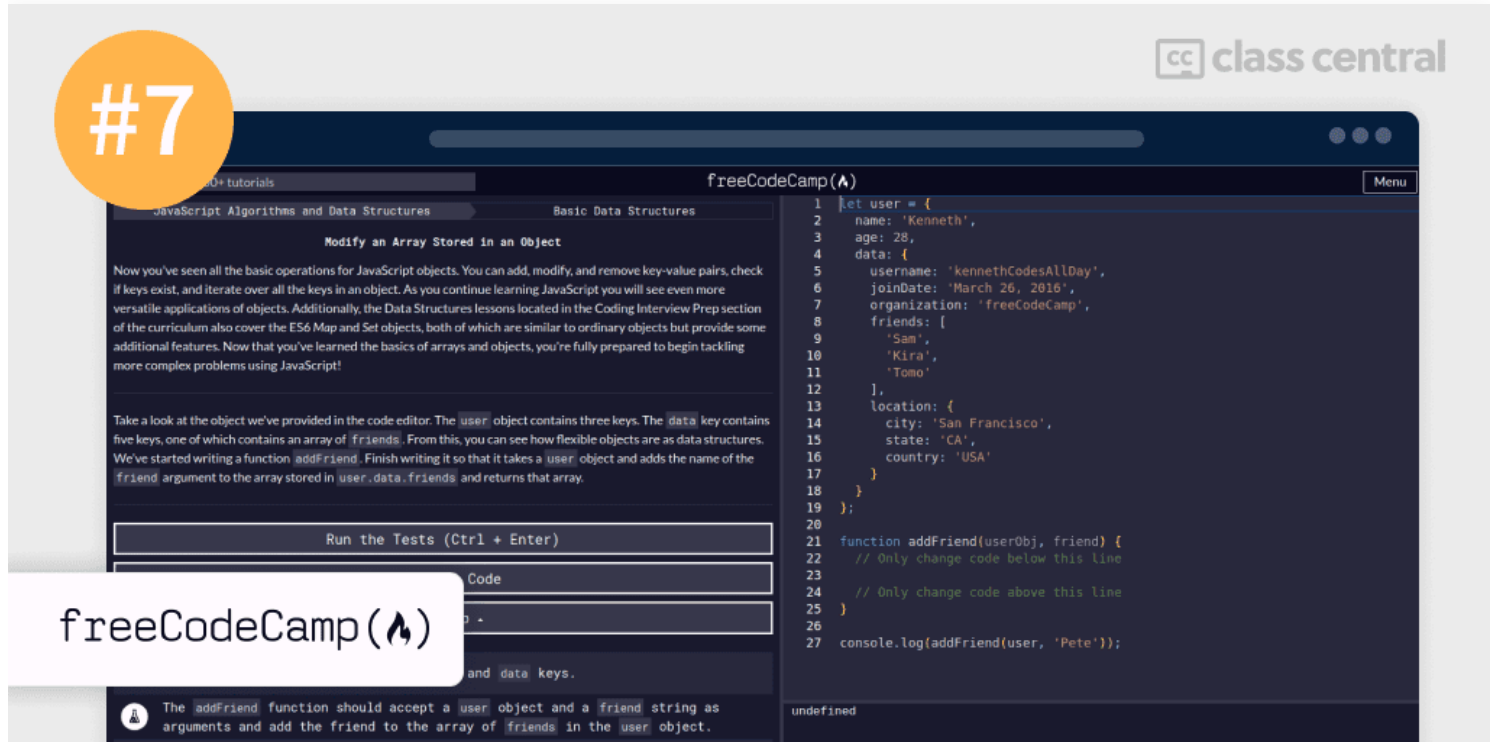 #7
class central
0+ tutorials
freeCodeCamp
Menu
JavaScript Algorithms and Data Structures
Basic Data Structures
Modify an Array Stored in an Object
Now you've seen all the basic operations for JavaScript objects. You can add, modify, and remove key-value pairs, check
if keys exist, and iterate over all the keys in an object. As you continue learning JavaScript you will see even more
versatile applications of objects. Additionally, the Data Structures lessons located in the Coding Interview Prep section
of the curriculum also cover the ES6 Map and Set objects, both of which are similar to ordinary objects but provide some
additional features. Now that you've learned the basics of arrays and objects, you're fully prepared to begin tackling
more complex problems using JavaScript!
Take a look at the object we've provided in the code editor. The user object contains three keys. The data key contains
five keys, one of which contains an array of friends. From this, you can see how flexible objects are as data structures.
We've started writing a function addFriend. Finish writing it so that it takes a user object and adds the name of the
friend argument to the array stored in user.data.friends and returns that array.
Run the Tests (Ctrl + Enter)
Code
freeCodeCamp
and data keys.
The addFriend function should accept a user object and a friend string as
arguments and add the friend to the array of friends in the user object.
1 let user = {
2 name: 'Kenneth',
3 age: 28,
4 data: {
5 username: 'kennethCodesAllDay',
6 joinDate: 'March 26, 2016',
7 organization: 'freeCodeCamp',
8 friends: [
9 'Sam',
10 'Kira',
11 'Tomo'
12 ],
13 location: {
14 city: 'San Francisco',
15 state: 'CA',
16 country: 'USA'
17 }
18 }
19 };
20
21 function addFriend(userObj, friend) {
22 // Only change code below this line
23
24 // Only change code above this line
25 }
26
27 console.log(addFriend(user, 'Pete'));
undefined